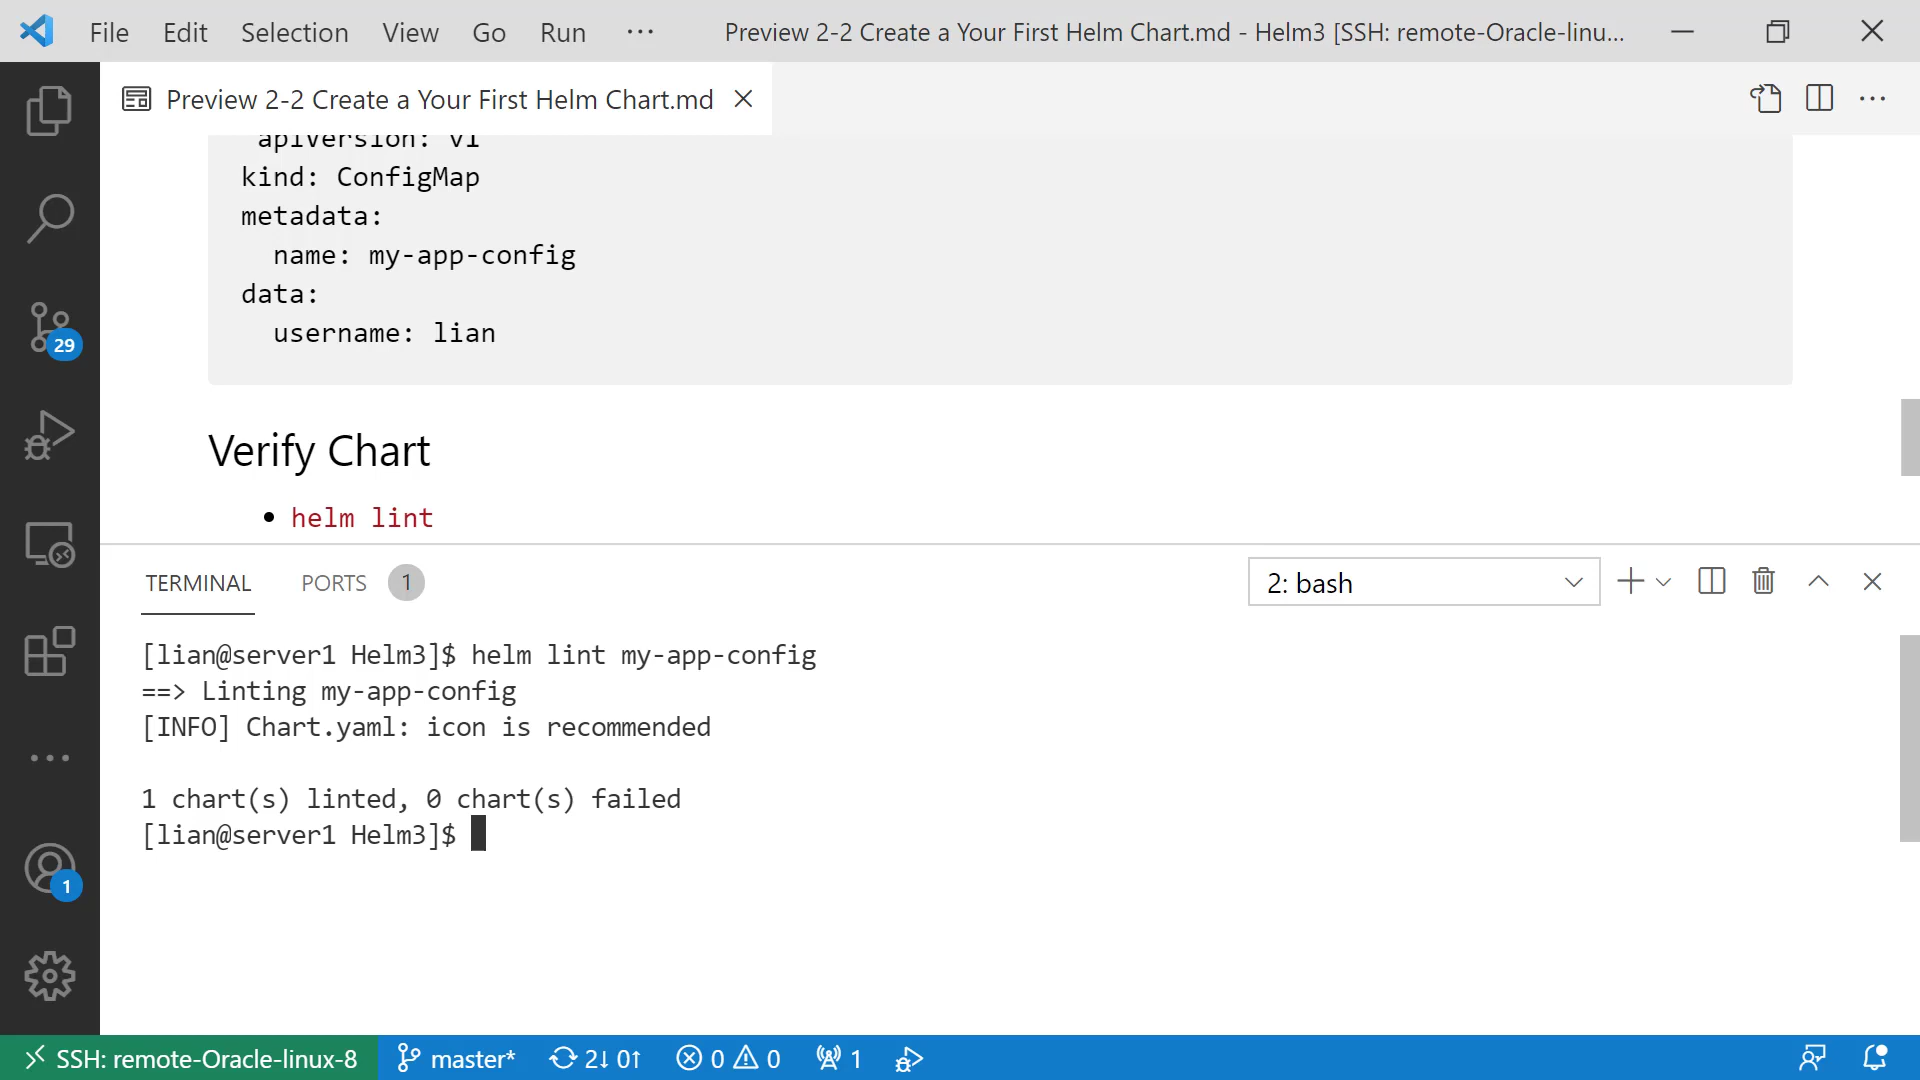 File Edit Selection View Go Run ··· Preview 2-2 Create a Your First Helm Chart.md - Helm3 [SSH: remote-Oracle-linu...
Preview 2-2 Create a Your First Helm Chart.md
apiVersion: v1
kind: ConfigMap
metadata:
  name: my-app-config
data:
  username: lian
Verify Chart
• helm lint
29
TERMINAL PORTS 1 2: bash
[lian@server1 Helm3]$ helm lint my-app-config
==> Linting my-app-config
[INFO] Chart.yaml: icon is recommended
1 chart(s) linted, 0 chart(s) failed
[lian@server1 Helm3]$
1
SSH: remote-Oracle-linux-8 master* 2↓ 0↑ 0 0 1